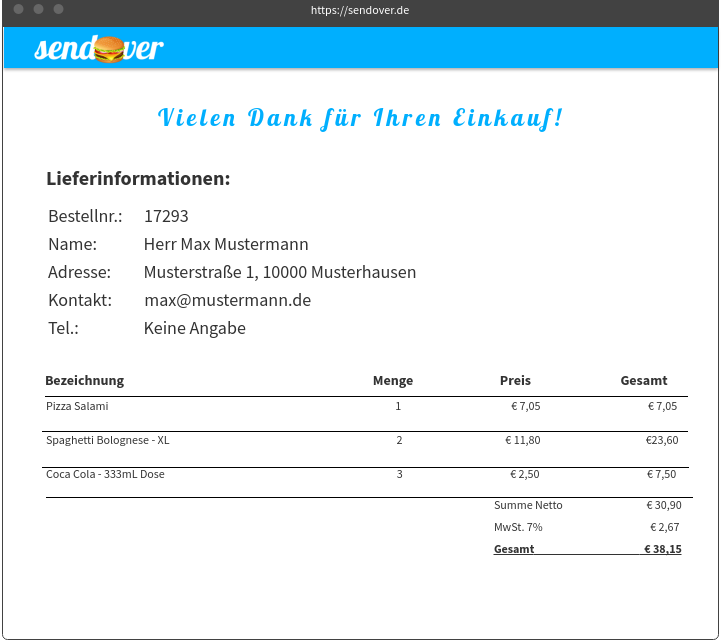 https://sendover.de
sendover
Vielen Dank für Ihren Einkauf!
Lieferinformationen:
Bestellnr.: 17293
Name: Herr Max Mustermann
Adresse: Musterstraße 1, 10000 Musterhausen
Kontakt: max@mustermann.de
Tel.: Keine Angabe
Bezeichnung Menge Preis Gesamt
Pizza Salami 1 € 7,05 € 7,05
Spaghetti Bolognese - XL 2 € 11,80 €23,60
Coca Cola - 333mL Dose 3 € 2,50 € 7,50
Summe Netto € 30,90
MwSt. 7% € 2,67
Gesamt € 38,15